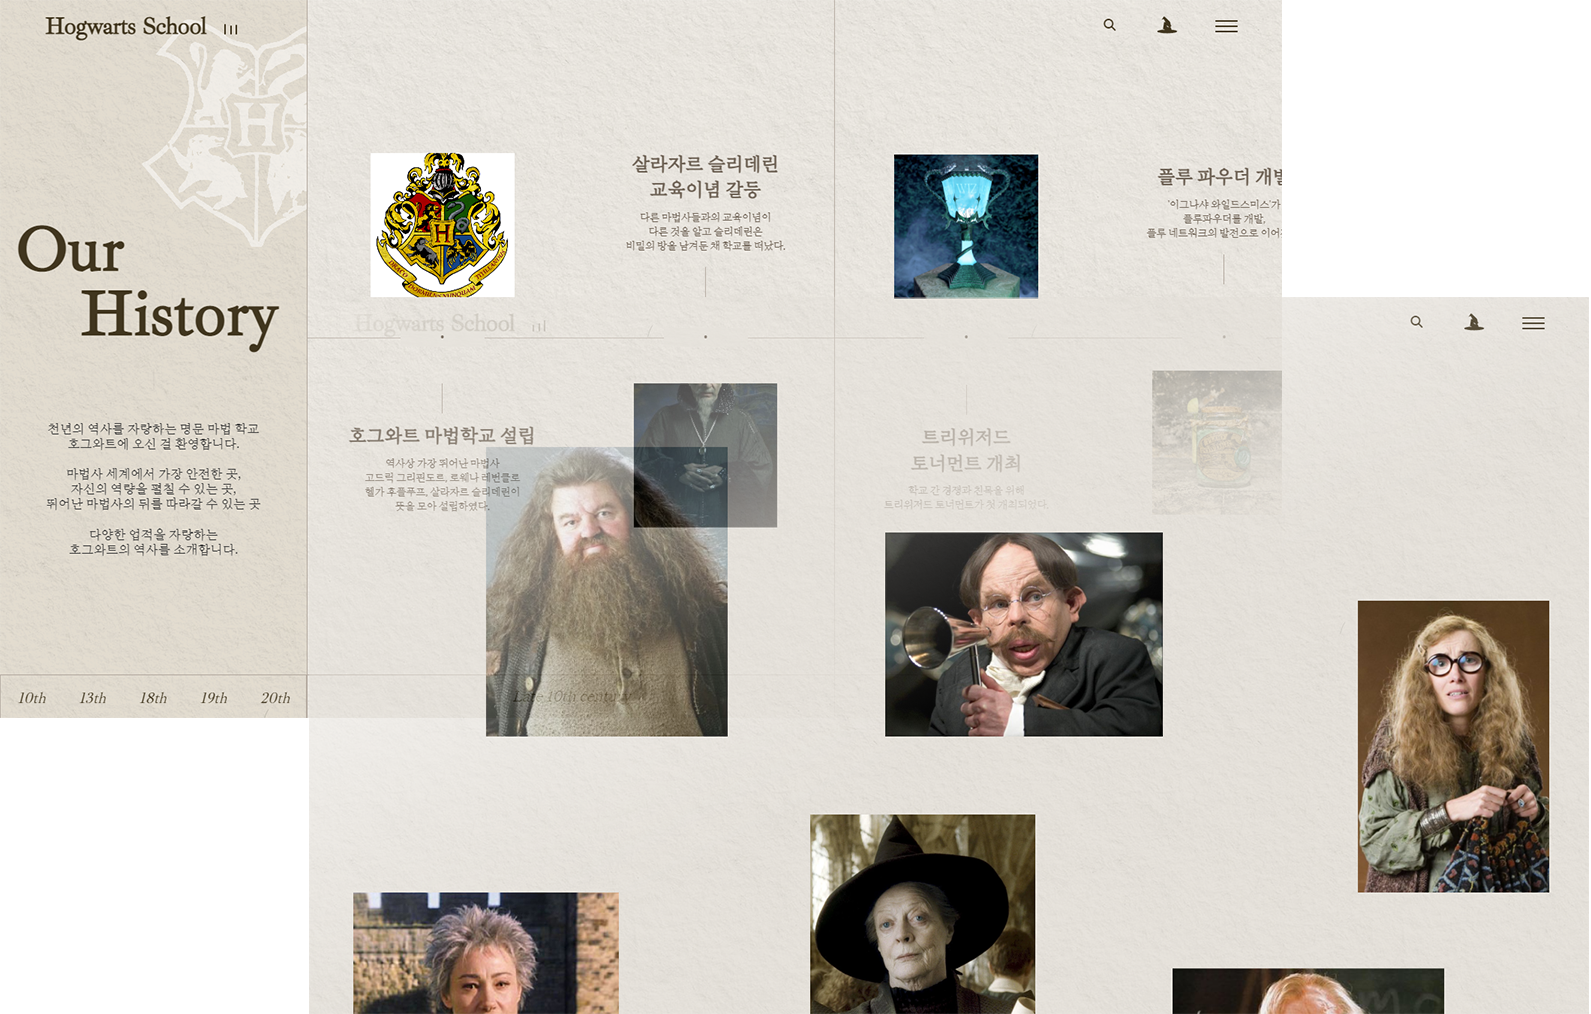 Hogwarts School
Our
History
천년의 역사를 자랑하는 명문 마법 학교
호그와트에 오신 걸 환영합니다.
마법사 세계에서 가장 안전한 곳,
자신의 역량을 펼칠 수 있는 곳,
뛰어난 마법사의 뒤를 따라갈 수 있는 곳
다양한 업적을 자랑하는
호그와트의 역사를 소개합니다.
10th 13th 18th 19th 20th
H
DRACO DORMIENS NUNQUAM TITILLANDUS
살라자르 슬리데린
교육이념 갈등
다른 마법사들과의 교육이념이
다른 것을 알고 슬리데린은
비밀의 방을 남겨둔 채 학교를 떠났다.
플루 파우더 개발
'이그나샤 와일드스미스'가
플루파우더를 개발,
플루 네트워크의 발전으로 이어
Hogwarts School
호그와트 마법학교 설립
역사상 가장 뛰어난 마법사
고드릭 그리핀도르, 로웨나 래번클로
헬가 후플푸프, 살라자르 슬리데린이
뜻을 모아 설립하였다.
트리위저드
토너먼트 개최
학교 간 경쟁과 친목을 위해
트리위저드 토너먼트가 첫 개최되었다.
Late 10th century